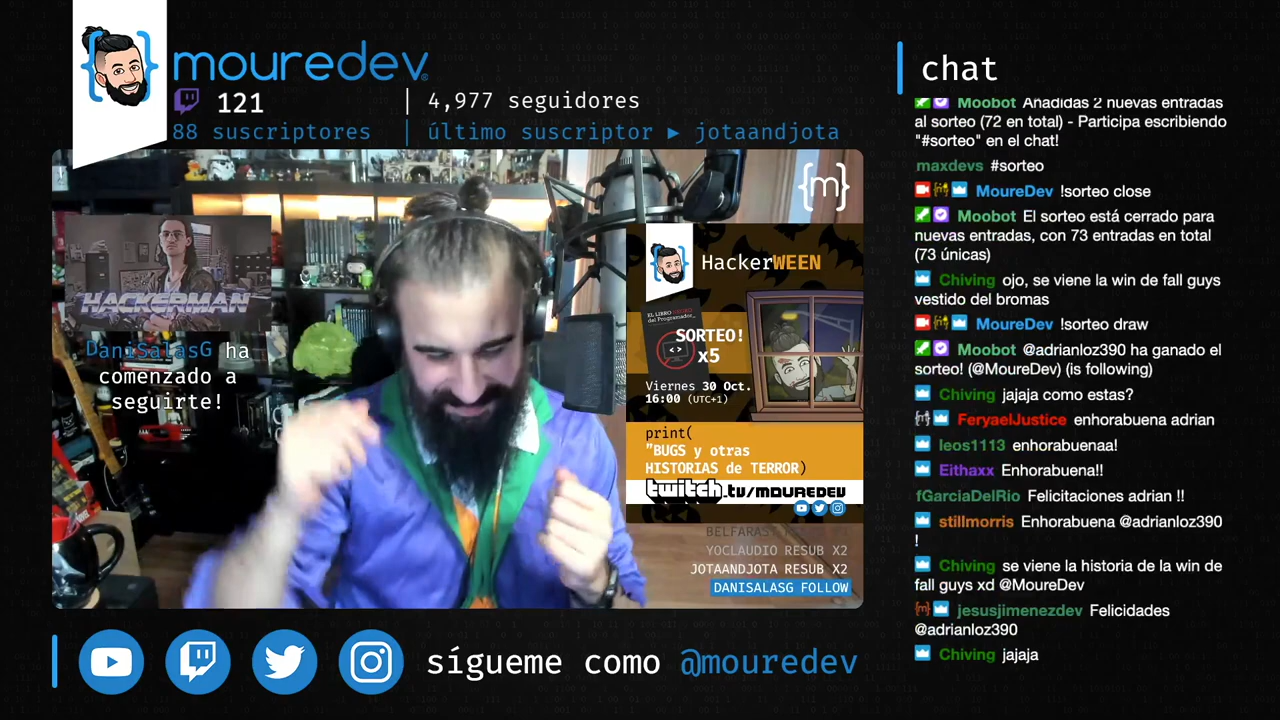 mouredev
121
4,977 seguidores
88 suscriptores
último suscriptor ▶ jotaandjota
{m}
HACKERMAN
DaniSalasG ha
comenzado a
seguirte!
HackerWEEN
EL LIBRO NEGRO
del Programador_
SORTEO!
x5
Viernes 30 Oct.
16:00 (UTC+1)
print(
"BUGS y otras
HISTORIAS de TERROR)
twitch.tv/MOUREDEV
YOCLAUDIO RESUB X2
JOTAANDJOTA RESUB X2
DANISALASG FOLLOW
sígueme como @mouredev
chat
Moobot Añadidas 2 nuevas entradas
al sorteo (72 en total) - Participa escribiendo
"#sorteo" en el chat!
maxdevs #sorteo
MoureDev !sorteo close
Moobot El sorteo está cerrado para
nuevas entradas, con 73 entradas en total
(73 únicas)
Chiving ojo, se viene la win de fall guys
vestido del bromas
MoureDev !sorteo draw
Moobot @adrianloz390 ha ganado el
sorteo! (@MoureDev) (is following)
Chiving jajaja como estas?
FeryaelJustice enhorabuena adrian
leos1113 enhorabuenaa!
Eithaxx Enhorabuena!!
fGarciaDelRio Felicitaciones adrian !!
stillmorris Enhorabuena @adrianloz390
!
Chiving se viene la historia de la win de
fall guys xd @MoureDev
jesusjimenezdev Felicidades
@adrianloz390
Chiving jajaja